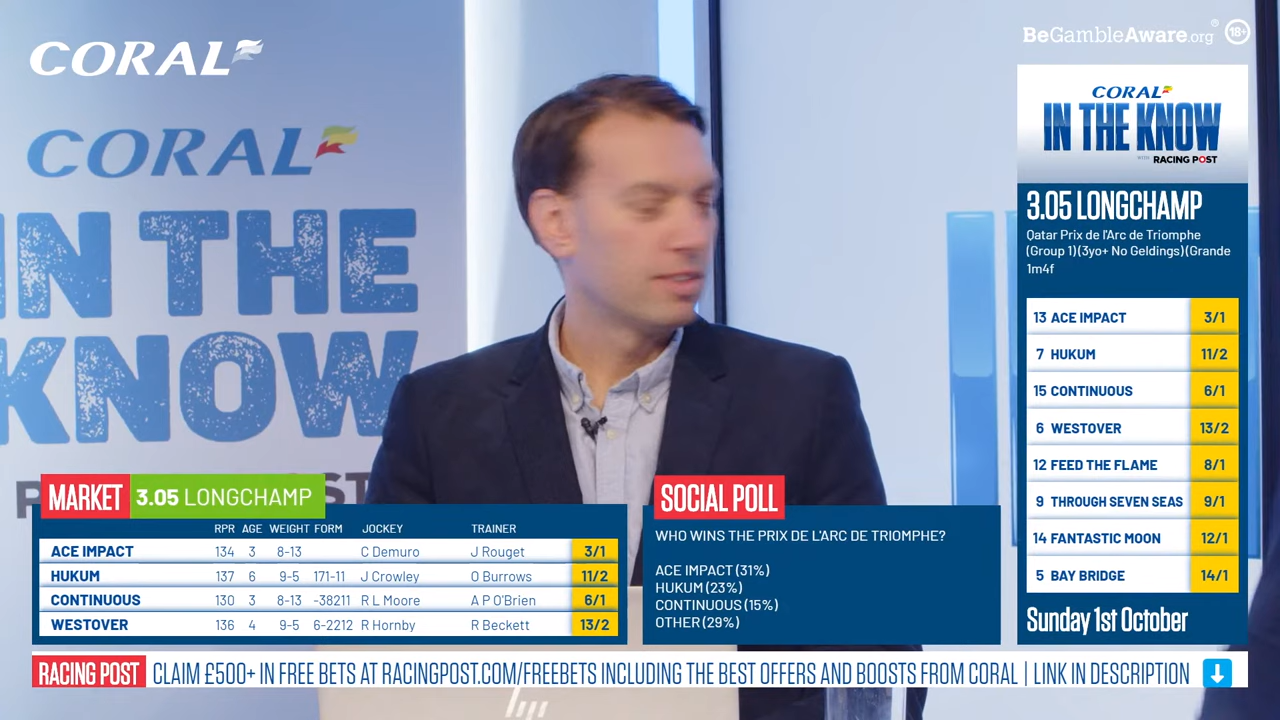 CORAL
BeGambleAware.org® 18+
CORAL
IN THE
KNOW
CORAL
IN THE KNOW
WITH RACING POST
3.05 LONGCHAMP
Qatar Prix de l'Arc de Triomphe
(Group 1)(3yo+ No Geldings)(Grande
1m4f
13 ACE IMPACT 3/1
7 HUKUM 11/2
15 CONTINUOUS 6/1
6 WESTOVER 13/2
12 FEED THE FLAME 8/1
9 THROUGH SEVEN SEAS 9/1
14 FANTASTIC MOON 12/1
5 BAY BRIDGE 14/1
Sunday 1st October
MARKET 3.05 LONGCHAMP
RPR AGE WEIGHT FORM JOCKEY TRAINER
ACE IMPACT 134 3 8-13 C Demuro J Rouget 3/1
HUKUM 137 6 9-5 171-11 J Crowley O Burrows 11/2
CONTINUOUS 130 3 8-13 -38211 R L Moore A P O'Brien 6/1
WESTOVER 136 4 9-5 6-2212 R Hornby R Beckett 13/2
SOCIAL POLL
WHO WINS THE PRIX DE L'ARC DE TRIOMPHE?
ACE IMPACT (31%)
HUKUM (23%)
CONTINUOUS (15%)
OTHER (29%)
RACING POST CLAIM £500+ IN FREE BETS AT RACINGPOST.COM/FREEBETS INCLUDING THE BEST OFFERS AND BOOSTS FROM CORAL | LINK IN DESCRIPTION
hp